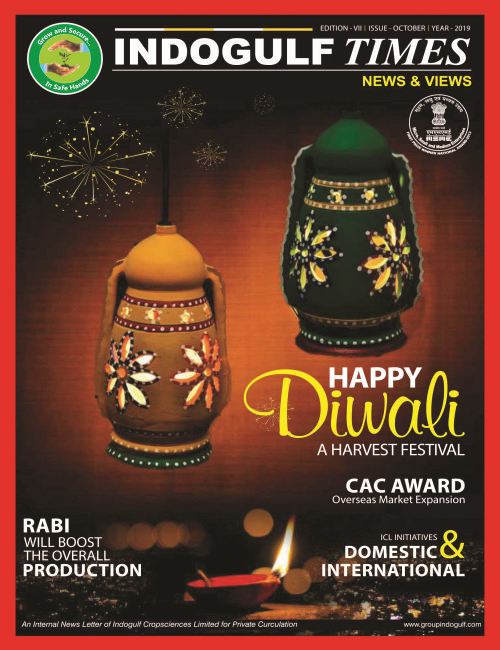 Grow and Secure...
In Safe Hands
EDITION - VII | ISSUE - OCTOBER | YEAR - 2019
INDOGULF TIMES
NEWS & VIEWS
HAPPY
Diwali
A HARVEST FESTIVAL
CAC AWARD
Overseas Market Expansion
RABI
WILL BOOST
THE OVERALL
PRODUCTION
ICL INITIATIVES
DOMESTIC &
INTERNATIONAL
An Internal News Letter of Indogulf Cropsciences Limited for Private Curculation
www.groupindogulf.com